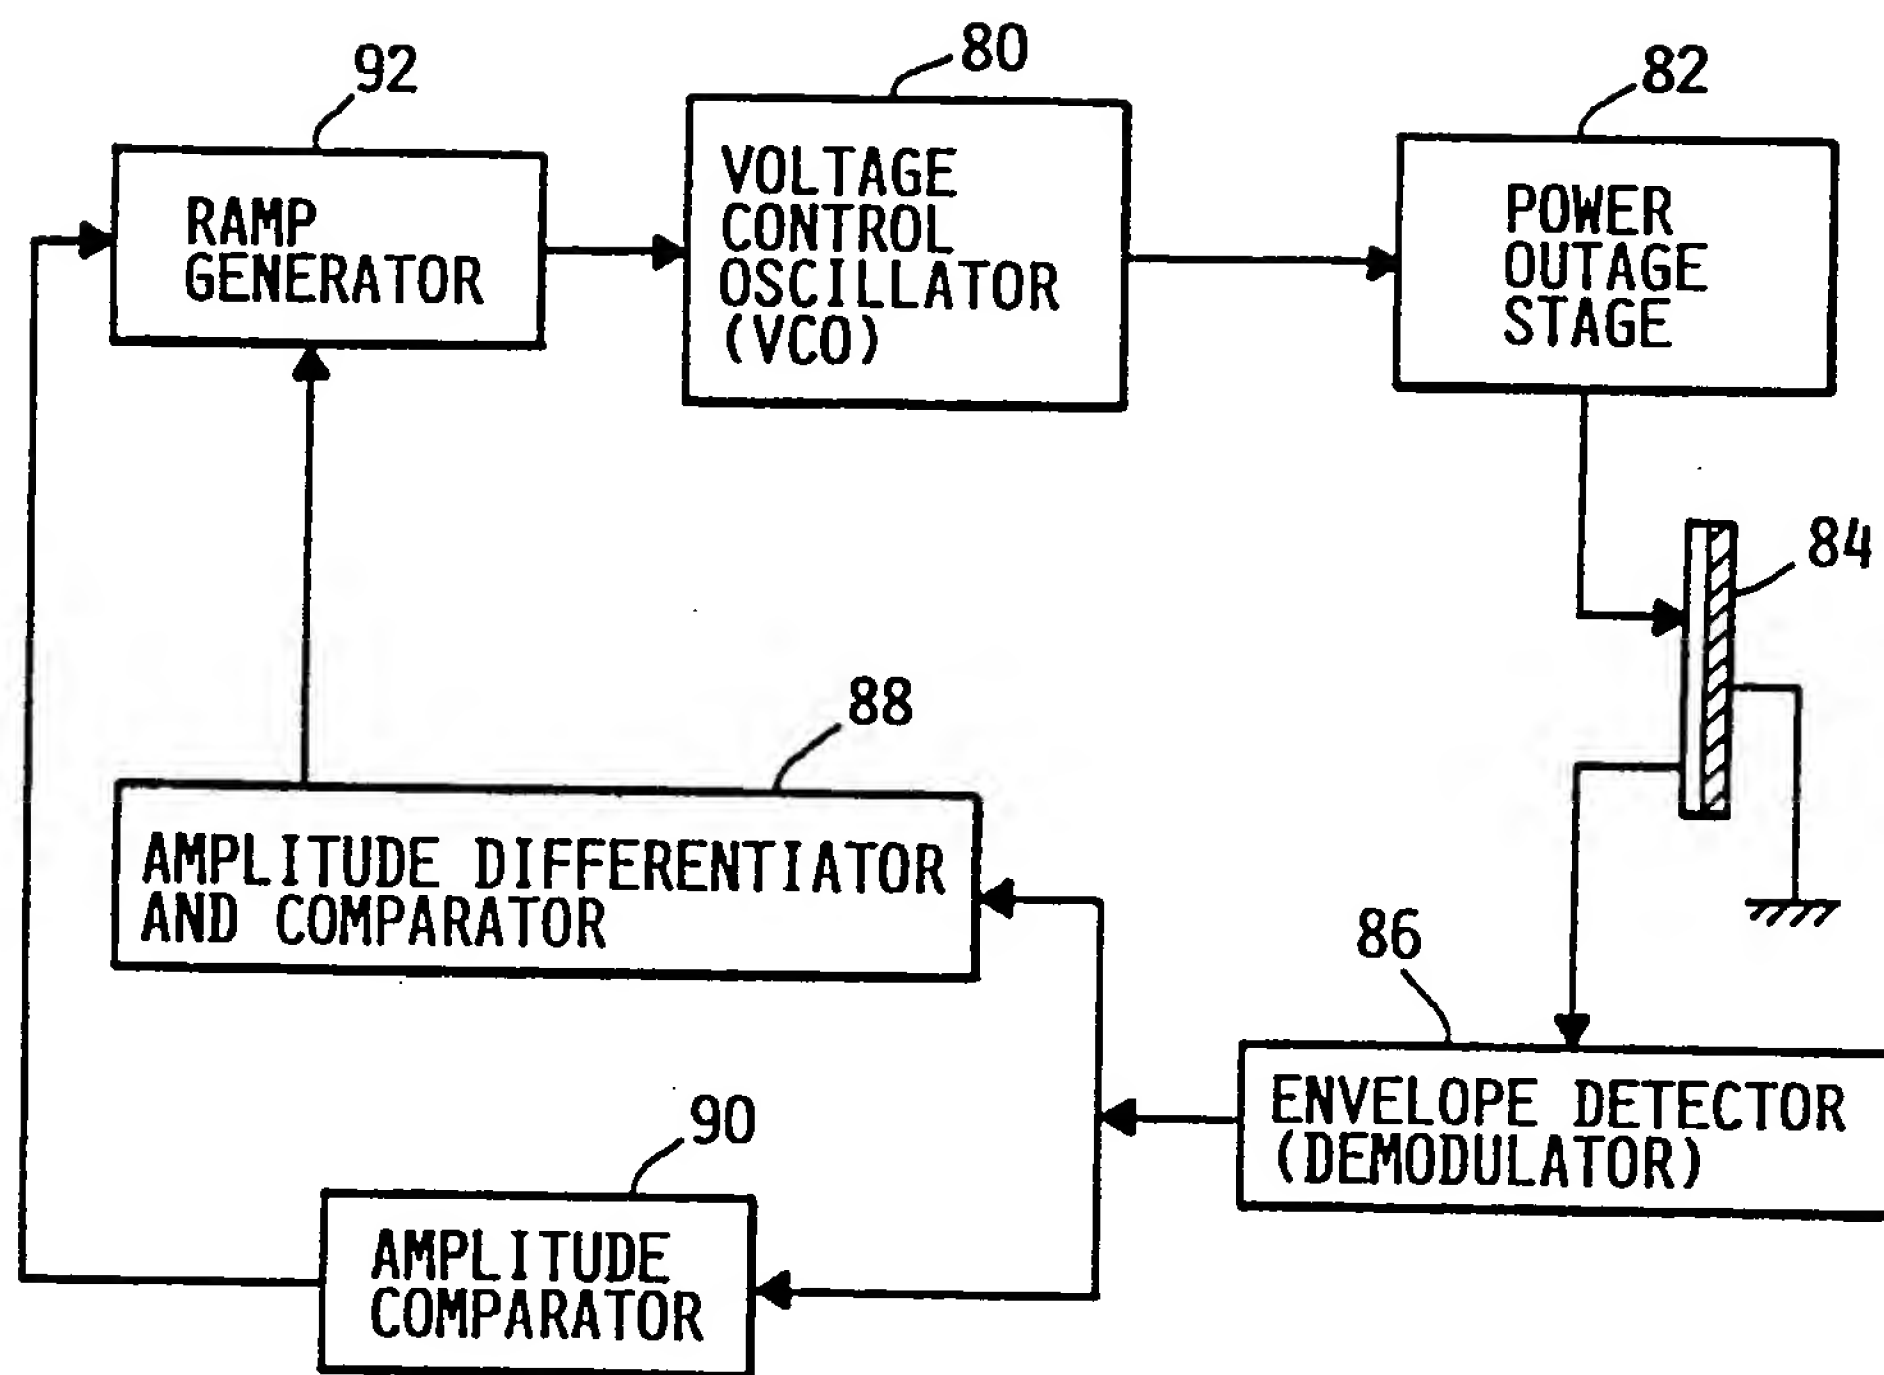 92
80
82
RAMP
GENERATOR
VOLTAGE
CONTROL
OSCILLATOR
(VCO)
POWER
OUTAGE
STAGE
84
88
AMPLITUDE DIFFERENTIATOR
AND COMPARATOR
86
ENVELOPE DETECTOR
(DEMODULATOR)
90
AMPLITUDE
COMPARATOR